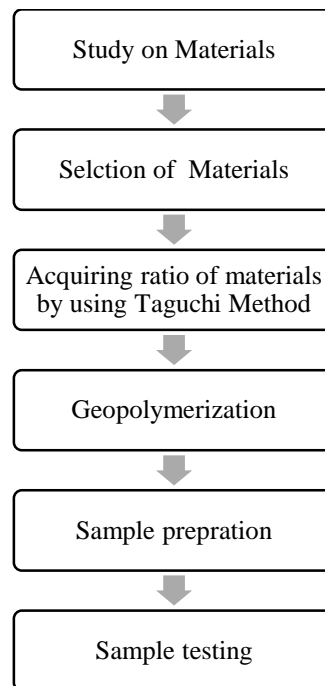 Study on Materials
Selction of Materials
Acquiring ratio of materials
by using Taguchi Method
Geopolymerization
Sample prepration
Sample testing